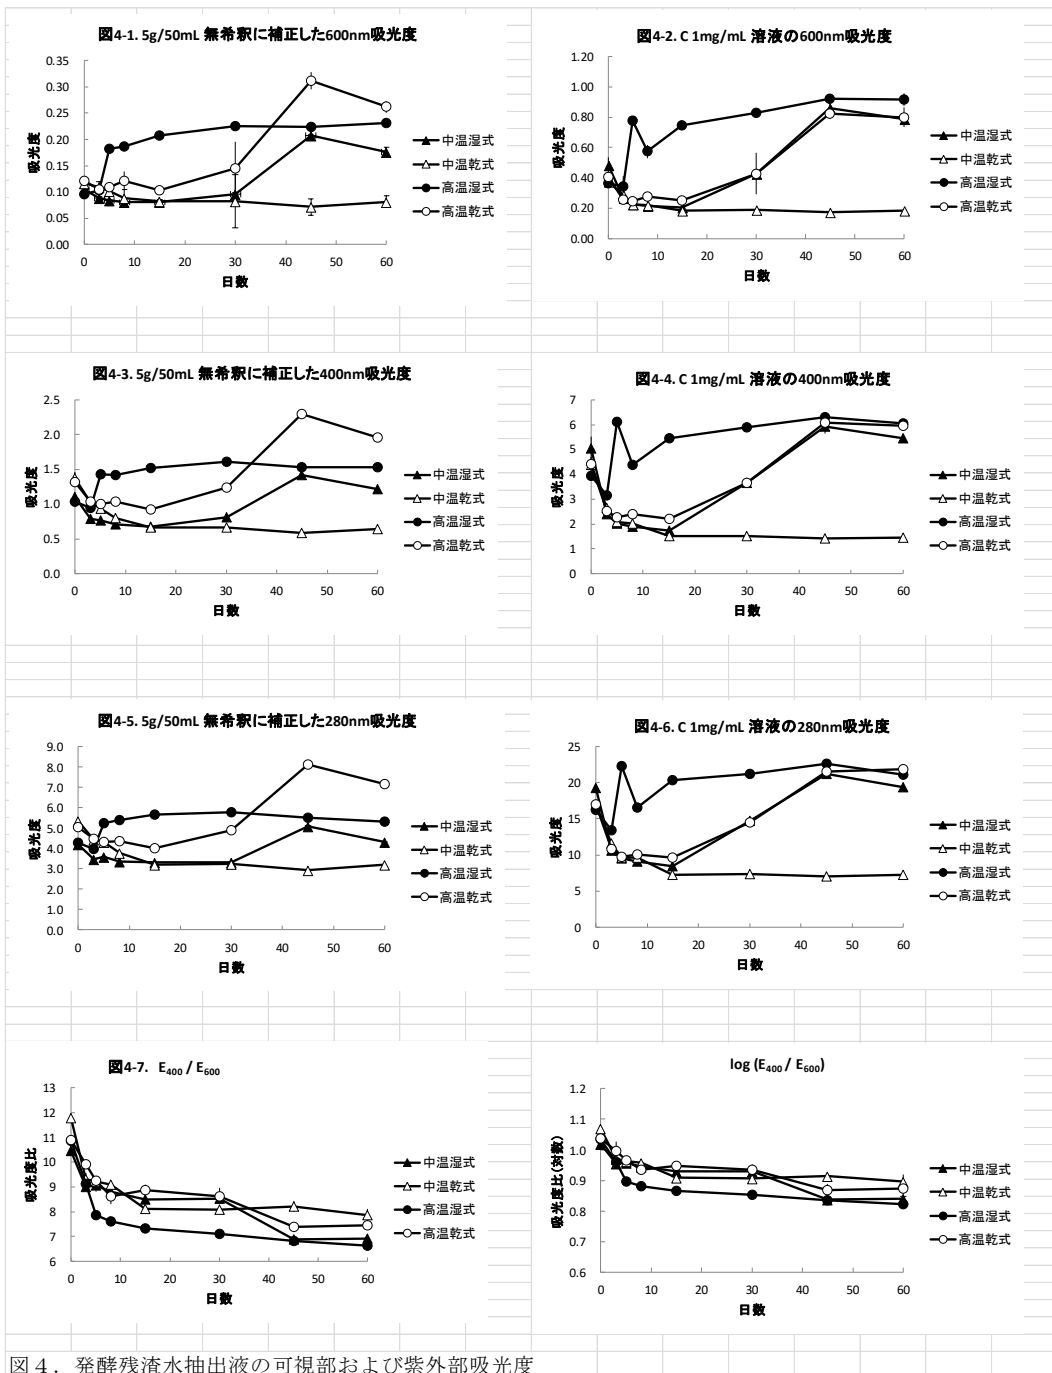 図4-1. 5g/50mL 無希釈に補正した600nm吸光度
0.35
0.30
0.25
0.20
0.15
0.10
0.05
0.00
吸光度
0 10 20 30 40 50 60
日数
中温湿式
中温乾式
高温湿式
高温乾式
図4-2. C 1mg/mL 溶液の600nm吸光度
1.20
1.00
0.80
0.60
0.40
0.20
0.00
吸光度
0 10 20 30 40 50 60
日数
中温湿式
中温乾式
高温湿式
高温乾式
図4-3. 5g/50mL 無希釈に補正した400nm吸光度
2.5
2.0
1.5
1.0
0.5
0.0
吸光度
0 10 20 30 40 50 60
日数
中温湿式
中温乾式
高温湿式
高温乾式
図4-4. C 1mg/mL 溶液の400nm吸光度
7
6
5
4
3
2
1
0
吸光度
0 10 20 30 40 50 60
日数
中温湿式
中温乾式
高温湿式
高温乾式
図4-5. 5g/50mL 無希釈に補正した280nm吸光度
9.0
8.0
7.0
6.0
5.0
4.0
3.0
2.0
1.0
0.0
吸光度
0 10 20 30 40 50 60
日数
中温湿式
中温乾式
高温湿式
高温乾式
図4-6. C 1mg/mL 溶液の280nm吸光度
25
20
15
10
5
0
吸光度
0 10 20 30 40 50 60
日数
中温湿式
中温乾式
高温湿式
高温乾式
図4-7. E₄₀₀ / E₆₀₀
13
12
11
10
9
8
7
6
吸光度比
0 10 20 30 40 50 60
日数
中温湿式
中温乾式
高温湿式
高温乾式
log (E₄₀₀ / E₆₀₀)
1.2
1.1
1.0
0.9
0.8
0.7
0.6
吸光度比(対数)
0 10 20 30 40 50 60
日数
中温湿式
中温乾式
高温湿式
高温乾式
図４．発酵残渣水抽出液の可視部および紫外部吸光度